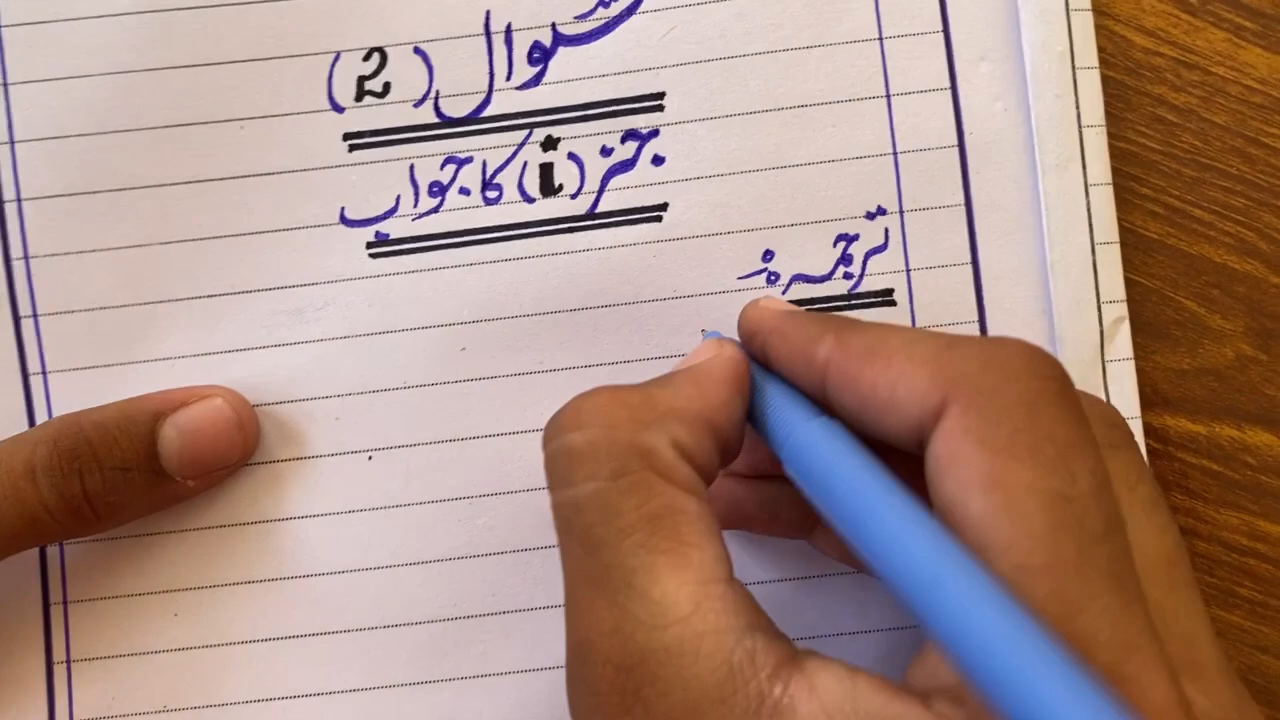 سوال (2)
جز (i) کا جواب
ترجمہ: